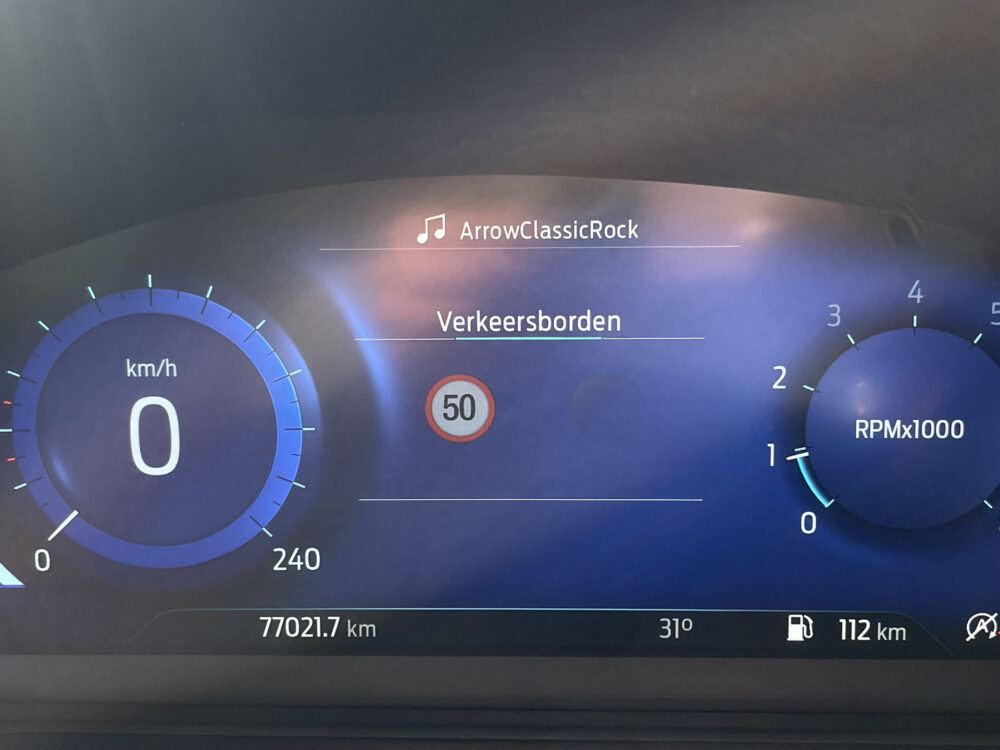 ArrowClassicRock
Verkeersborden
50
km/h
0
0
240
0
1
2
3
4
5
RPMx1000
77021.7 km
31°
112 km
A